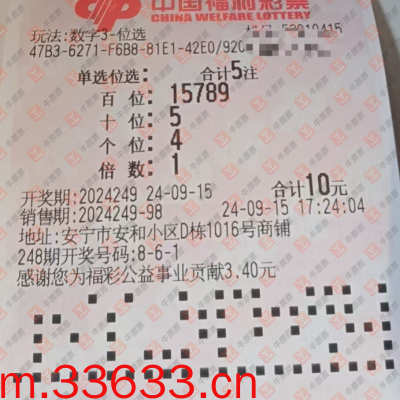 中国福利彩票
CHINA WELFARE LOTTERY
玩法:数字3-位选
47B3-6271-F6B8-81E1-42E0/920
单选位选: 合计5注
百位: 15789
十位: 5
个位: 4
倍数: 1
开奖期:2024249 24-09-15 合计10元
销售期:2024249-98 24-09-15 17:24:04
地址:安宁市安和小区D栋1016号商铺
248期开奖号码:8-6-1
感谢您为福彩公益事业贡献3.40元
m.33633.cn